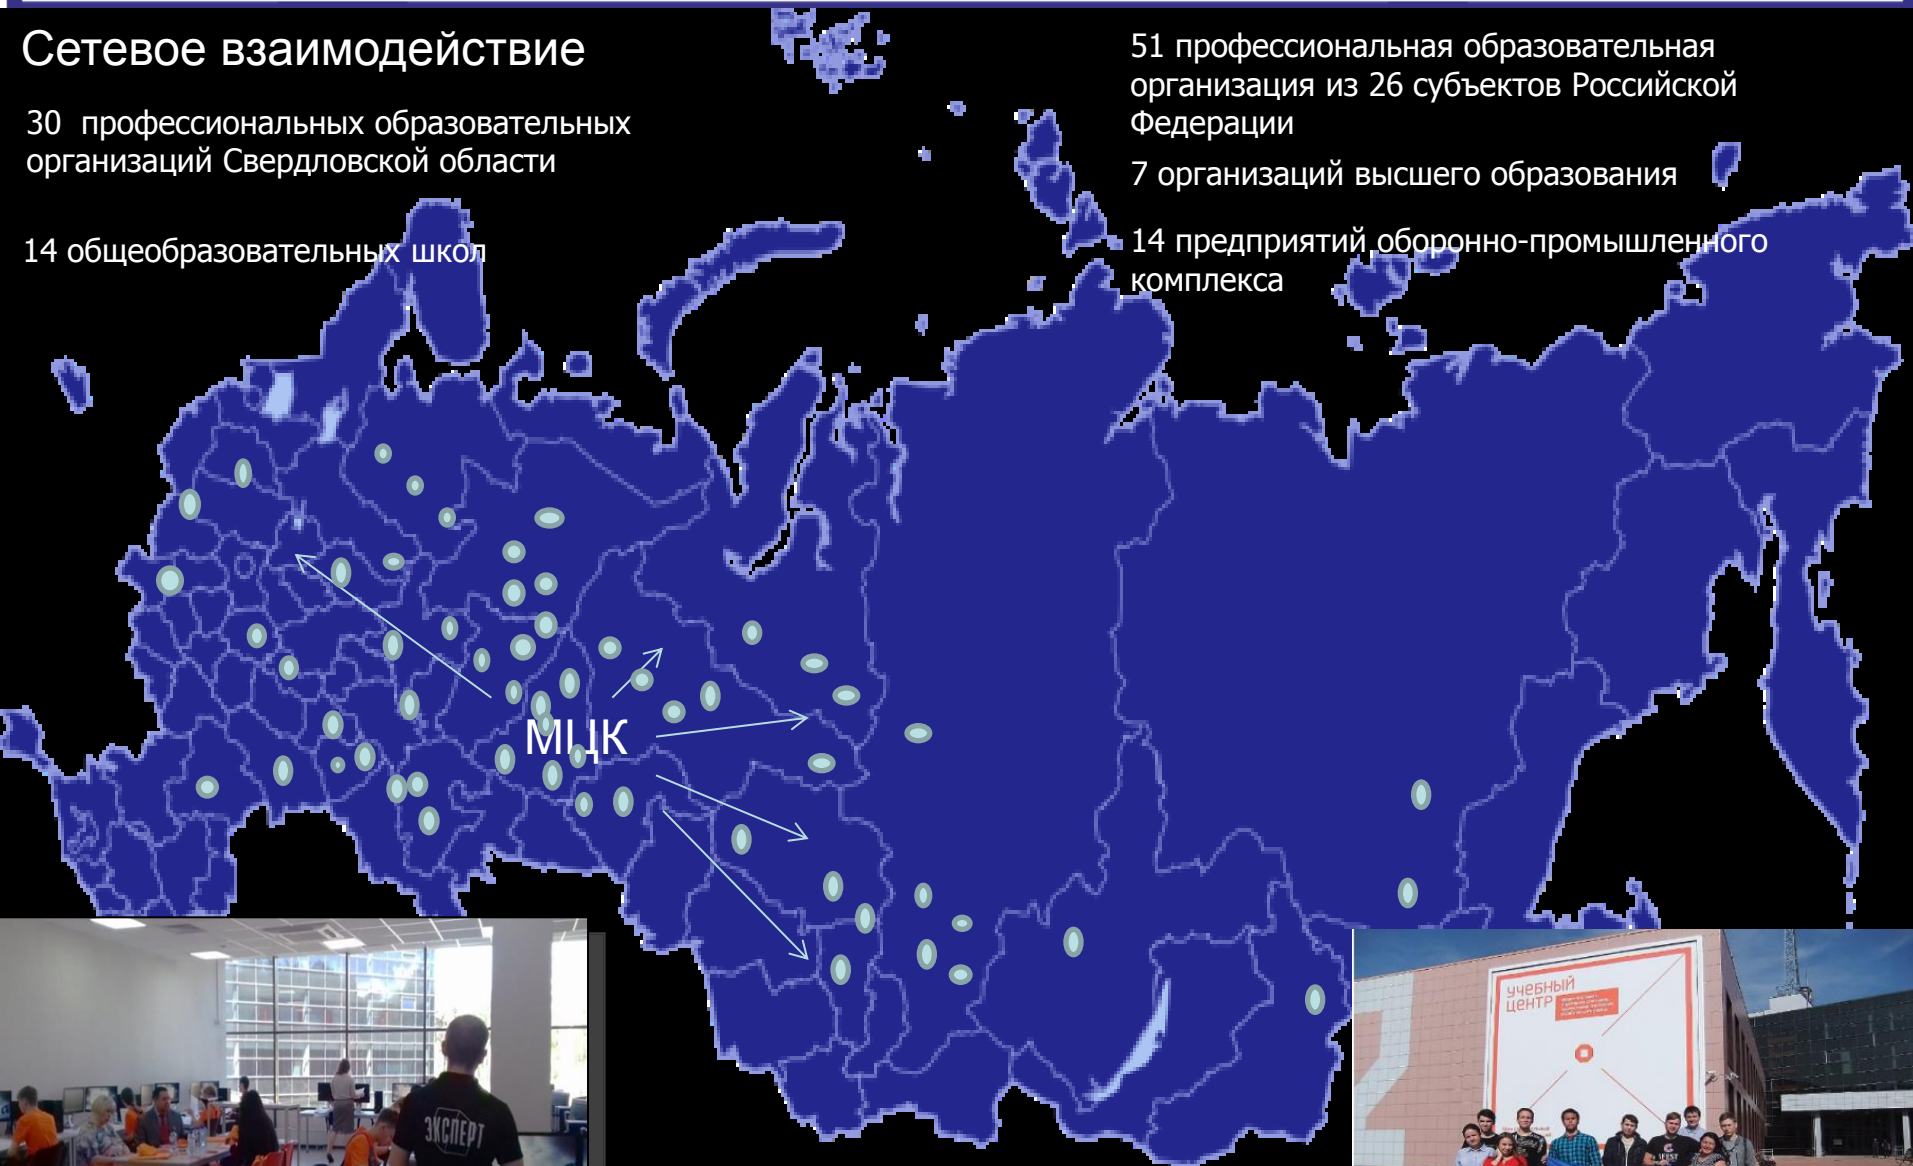 Сетевое взаимодействие
30 профессиональных образовательных
организаций Свердловской области
14 общеобразовательных школ
51 профессиональная образовательная
организация из 26 субъектов Российской
Федерации
7 организаций высшего образования
14 предприятий оборонно-промышленного
комплекса
МЦК
ЭКСПЕРТ
УЧЕБНЫЙ
ЦЕНТР